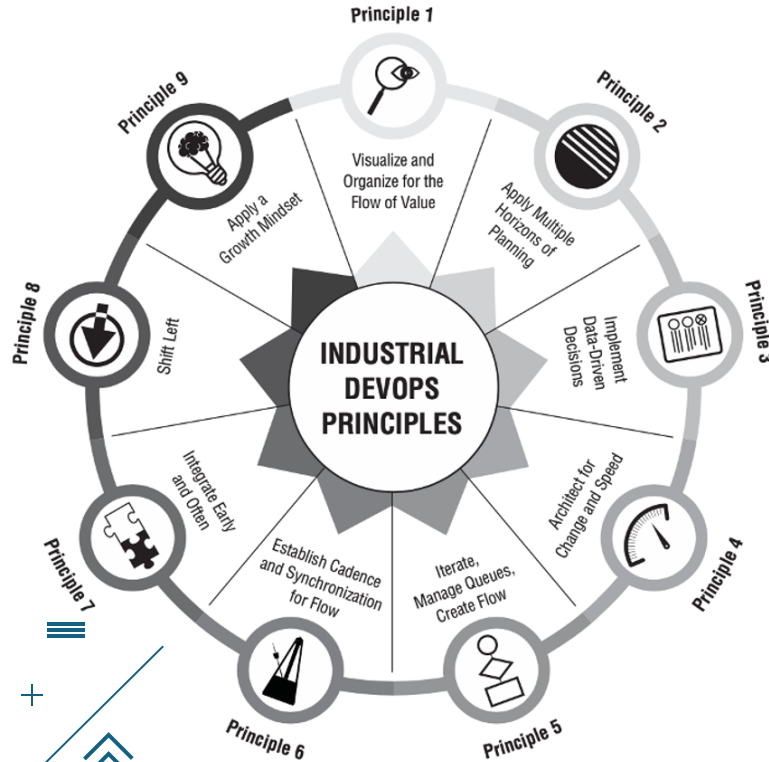 Principle 1
Visualize and
Organize for the
Flow of Value
Principle 2
Apply Multiple
Horizons of
Planning
Principle 3
Implement
Data-Driven
Decisions
Principle 4
Architect for
Change and Speed
Principle 5
Iterate,
Manage Queues,
Create Flow
Principle 6
Establish Cadence
and Synchronization
for Flow
Principle 7
Integrate Early
and Often
Principle 8
Shift Left
Principle 9
Apply a
Growth Mindset
INDUSTRIAL
DEVOPS
PRINCIPLES